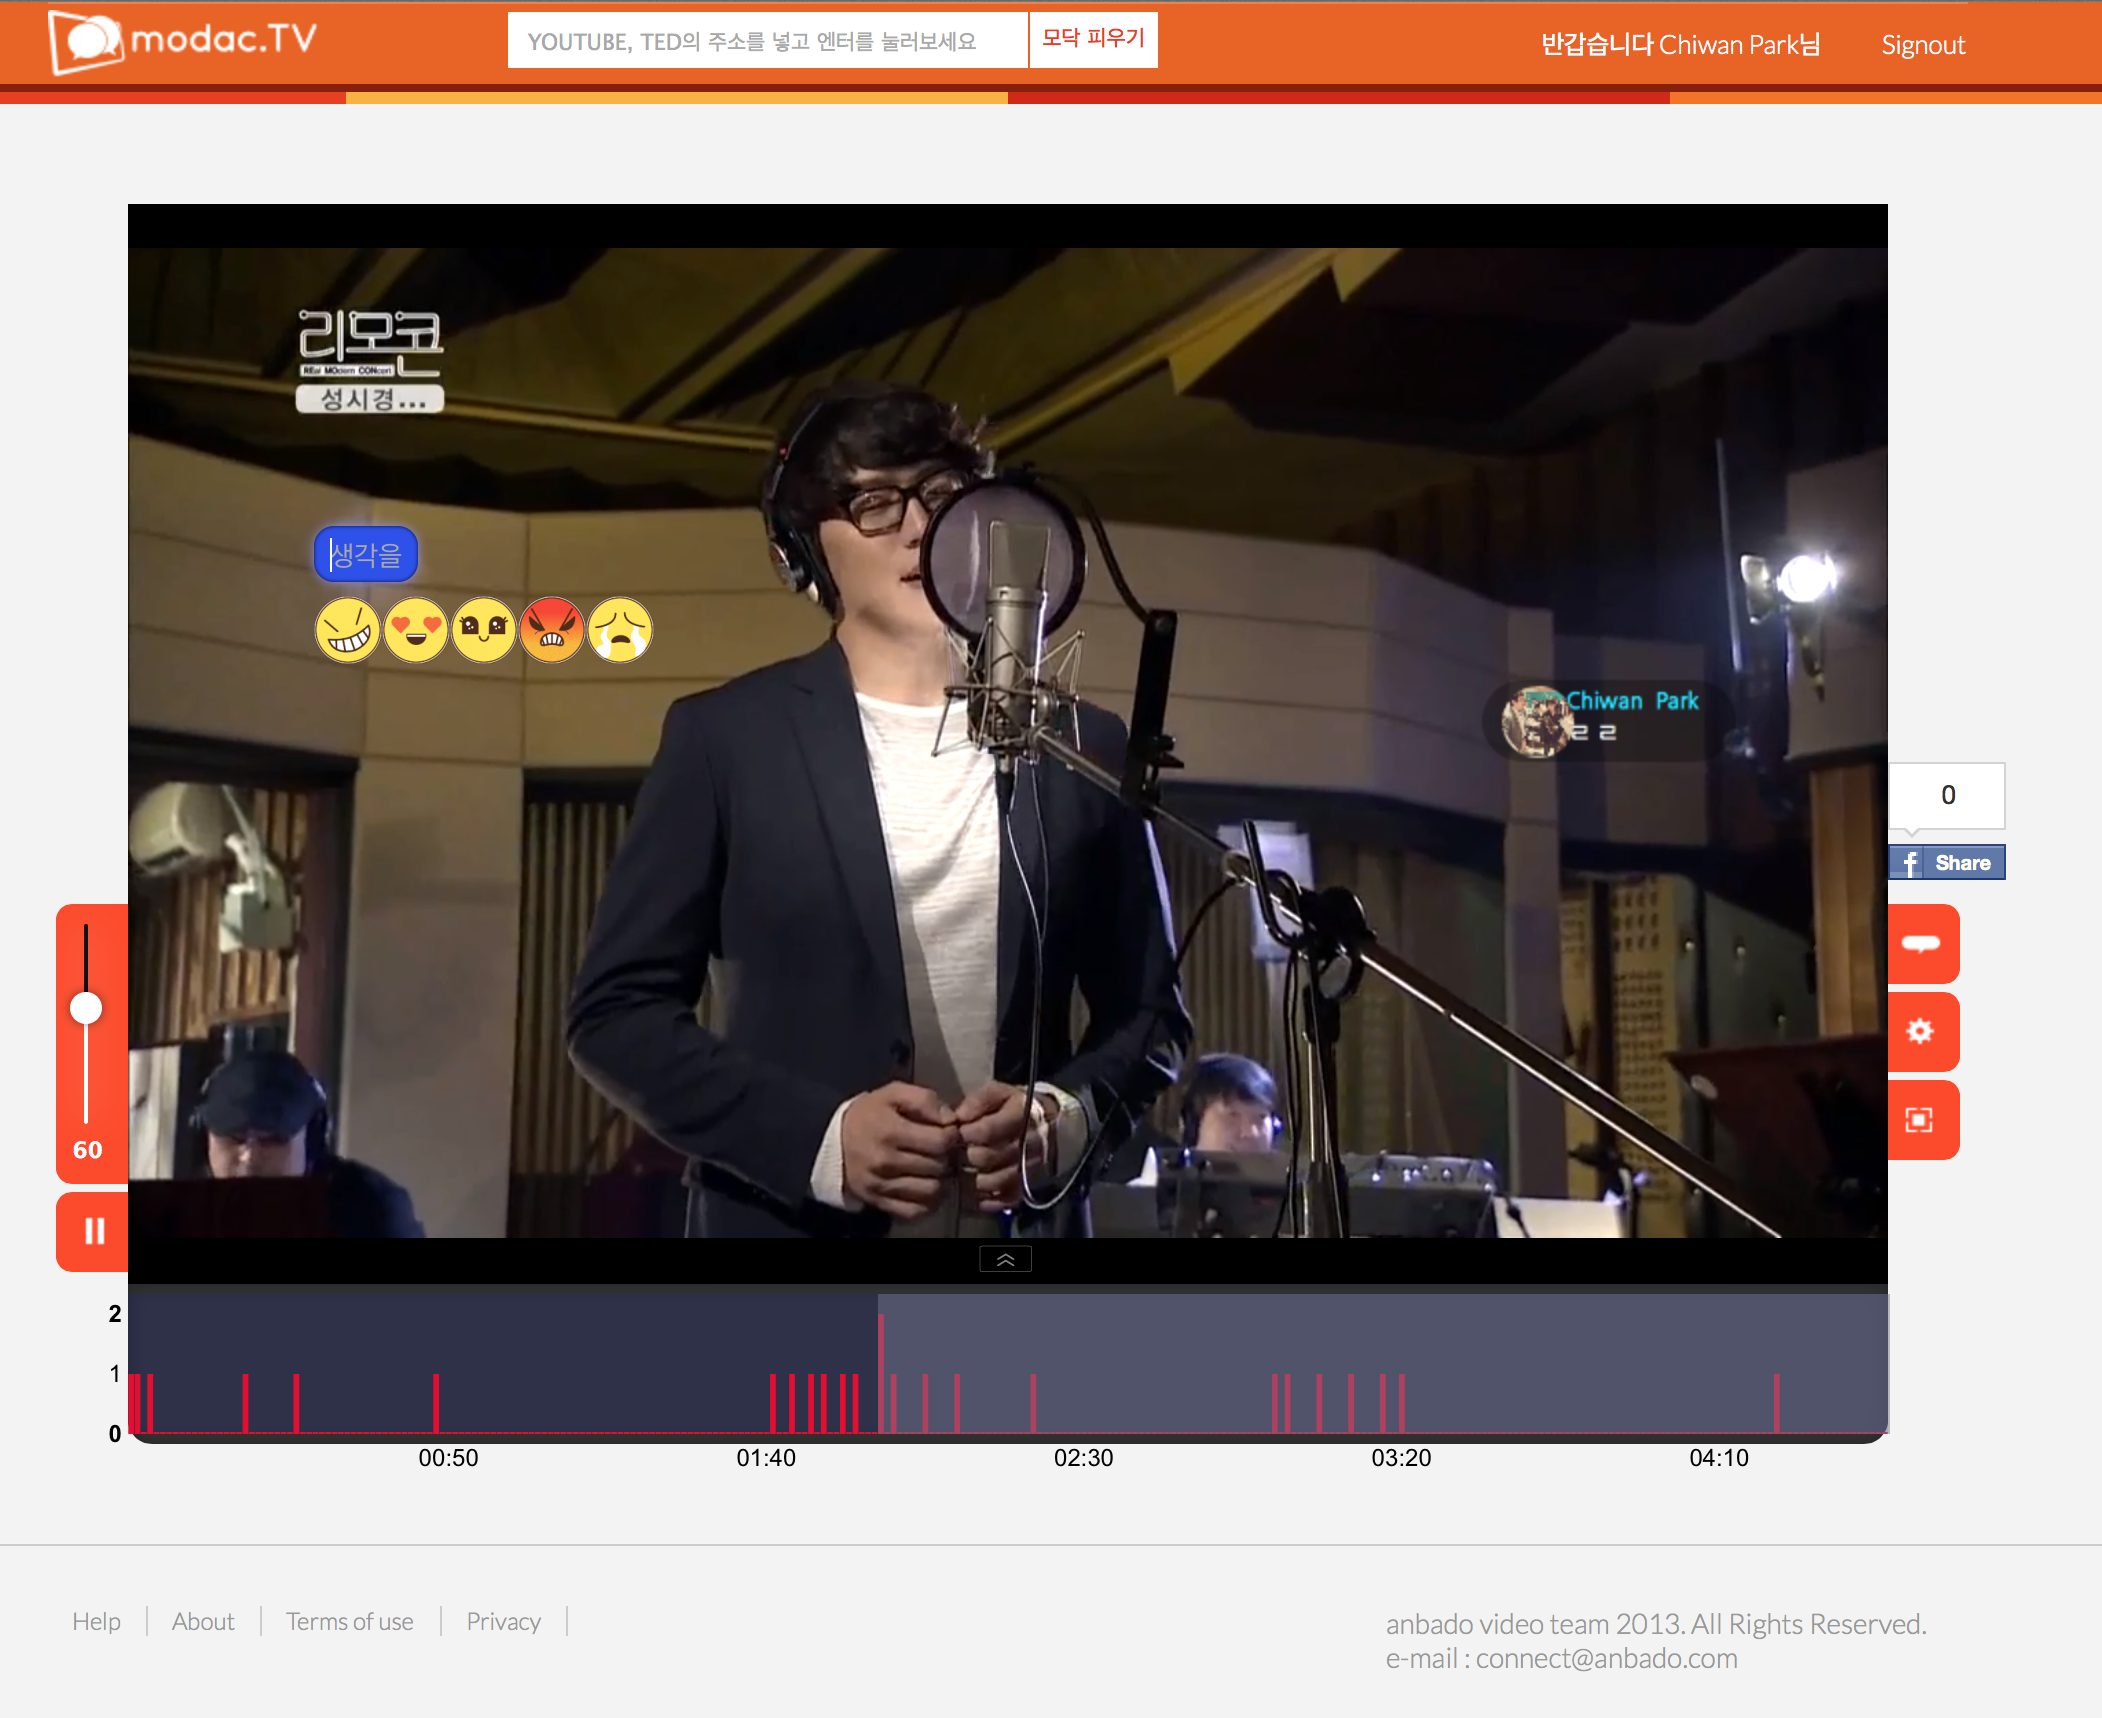 modac.TV
YOUTUBE, TED의 주소를 넣고 엔터를 눌러보세요
모닥 피우기
반갑습니다 Chiwan Park님
Signout
리모콘
REal MOdern CONcert
성시경...
생각을
Chiwan Park
ㄹㄹ
0
Share
60
2
1
0
00:50
01:40
02:30
03:20
04:10
Help
About
Terms of use
Privacy
anbado video team 2013. All Rights Reserved.
e-mail : connect@anbado.com